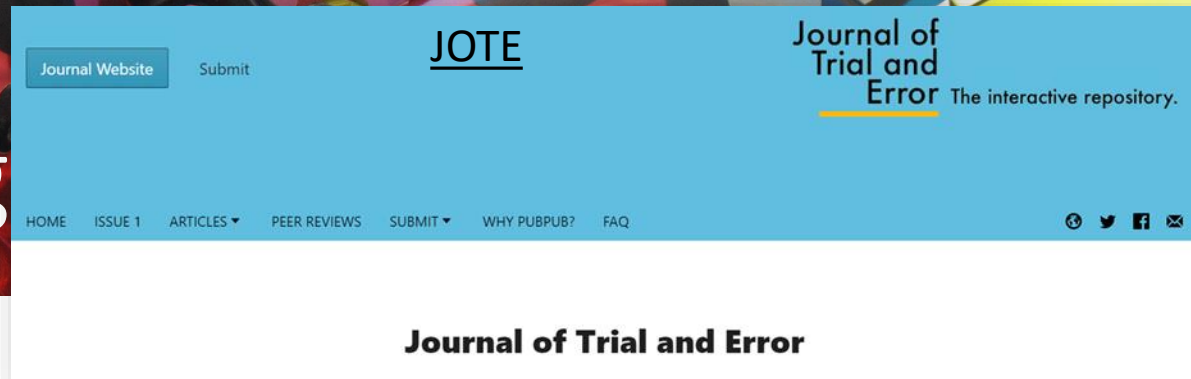 JOTE
Journal Website Submit
Journal of
Trial and
Error The interactive repository.
HOME ISSUE 1 ARTICLES PEER REVIEWS SUBMIT WHY PUBPUB? FAQ
Journal of Trial and Error